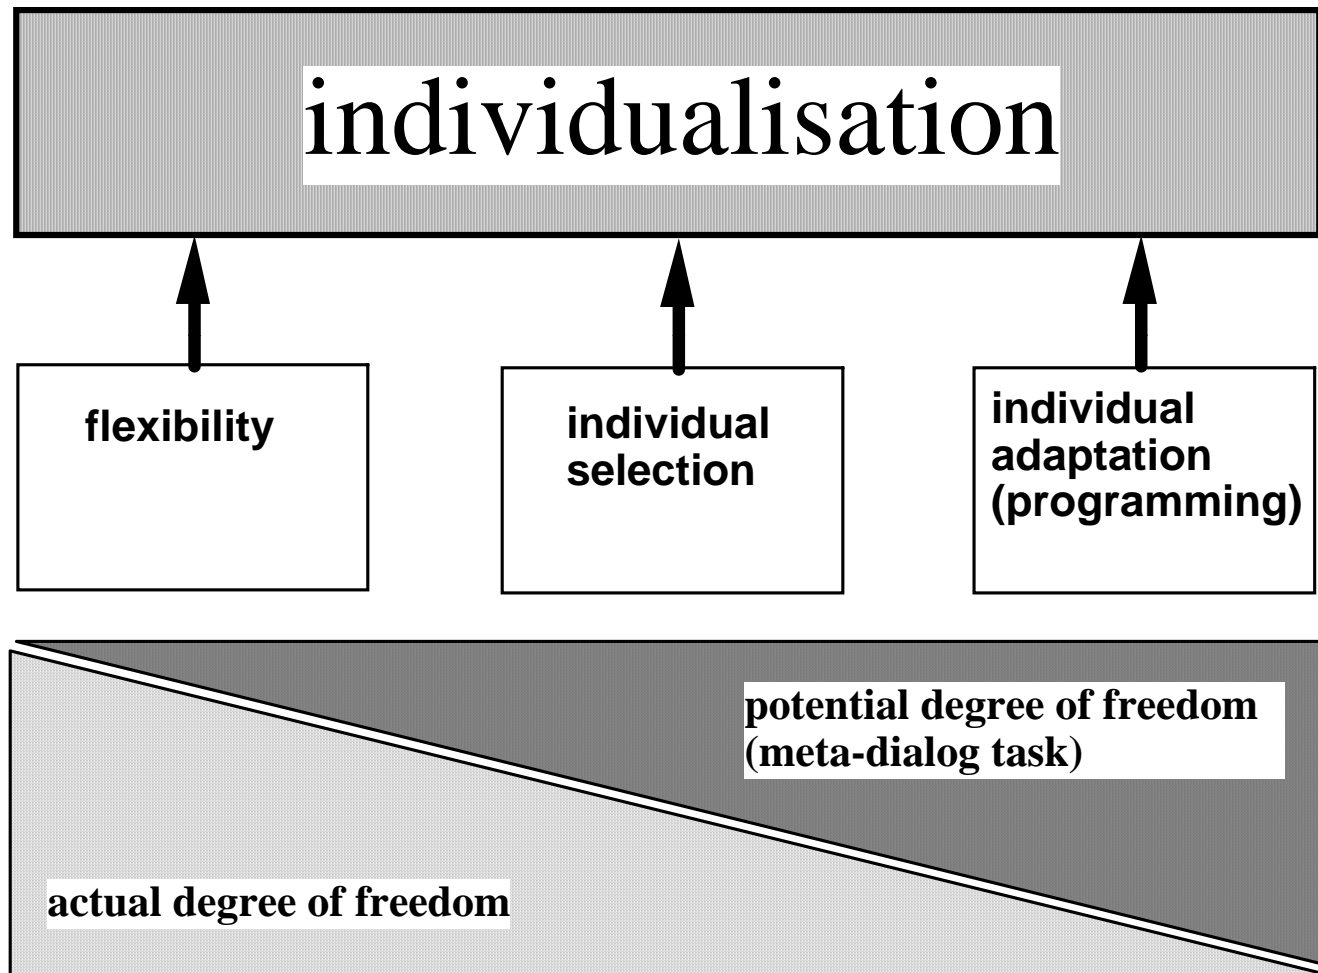 individualisation
flexibility
individual
selection
individual
adaptation
(programming)
potential degree of freedom
(meta-dialog task)
actual degree of freedom